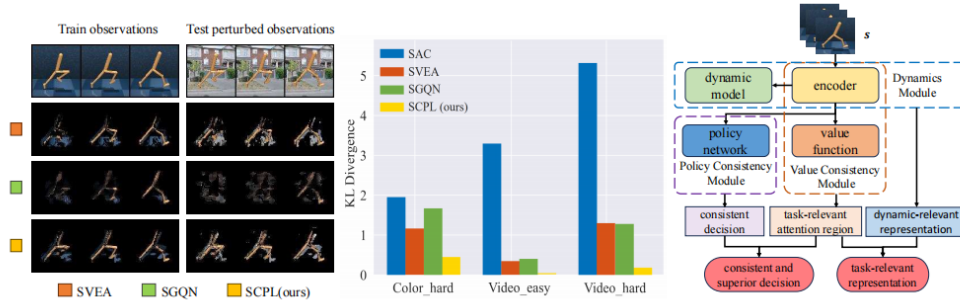 Train observations
Test perturbed observations
SVEA
SGQN
SCPL(ours)
KL Divergence
5
4
3
2
1
0
SAC
SVEA
SGQN
SCPL (ours)
Color_hard
Video_easy
Video_hard
s
dynamic
model
encoder
Dynamics
Module
policy
network
value
function
Policy Consistency
Module
Value Consistency
Module
consistent
decision
task-relevant
attention region
dynamic-relevant
representation
consistent and
superior decision
task-relevant
representation